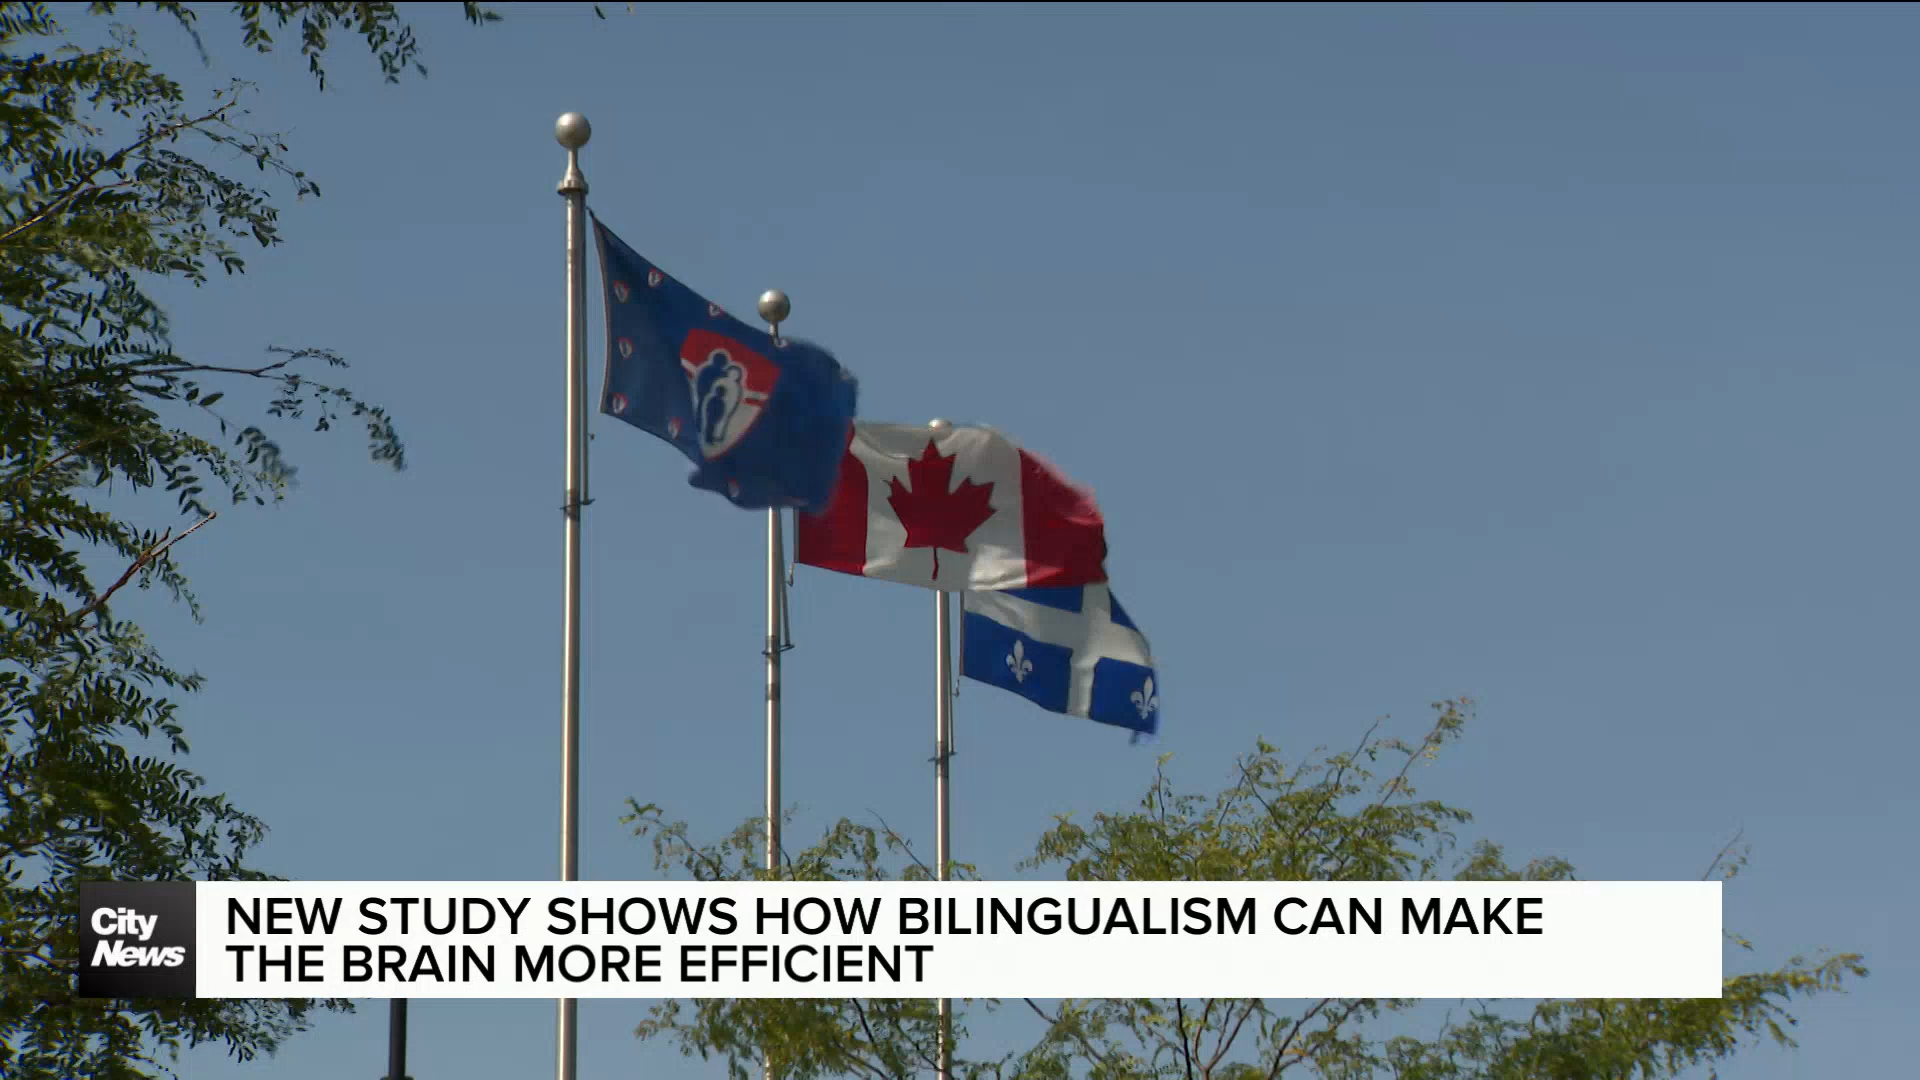 City
News
NEW STUDY SHOWS HOW BILINGUALISM CAN MAKE
THE BRAIN MORE EFFICIENT